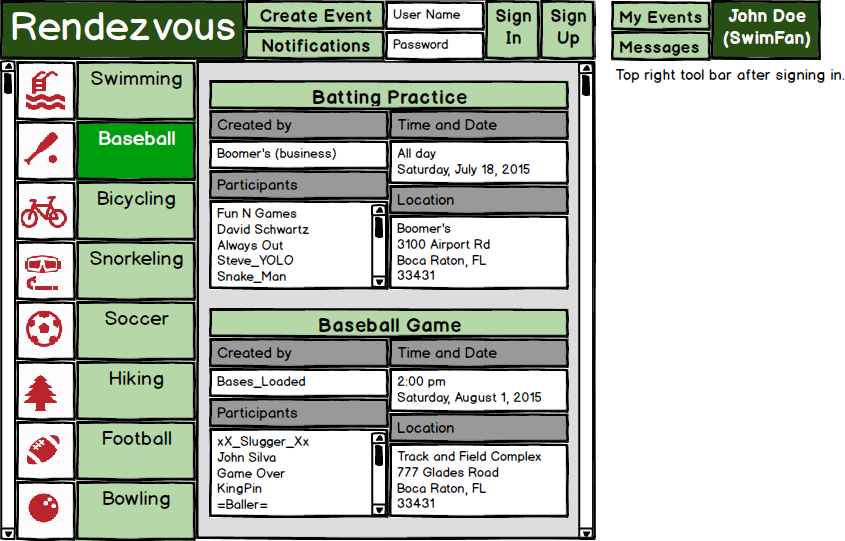 Rendezvous
Create Event
Notifications
User Name
Password
Sign
In
Sign
Up
My Events
Messages
John Doe
(SwimFan)
Top right tool bar after signing in.
Swimming
Baseball
Bicycling
Snorkeling
Soccer
Hiking
Football
Bowling
Batting Practice
Created by
Boomer's (business)
Participants
Fun N Games
David Schwartz
Always Out
Steve_YOLO
Snake_Man
Time and Date
All day
Saturday, July 18, 2015
Location
Boomer's
3100 Airport Rd
Boca Raton, FL
33431
Baseball Game
Created by
Bases_Loaded
Participants
xX_Slugger_Xx
John Silva
Game Over
KingPin
=Baller=
Time and Date
2:00 pm
Saturday, August 1, 2015
Location
Track and Field Complex
777 Glades Road
Boca Raton, FL
33431